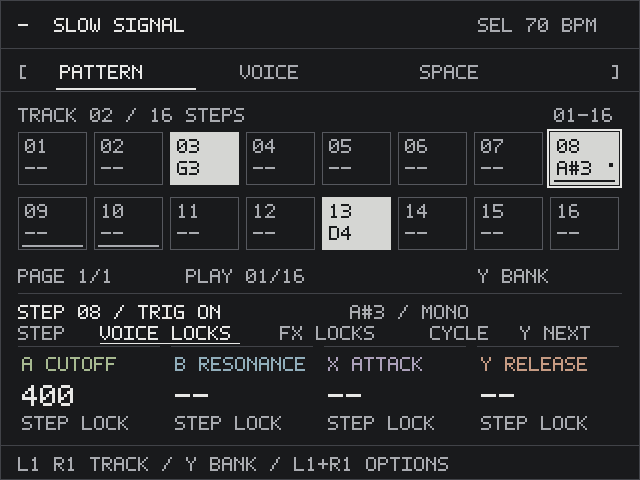 – SLOW SIGNAL SEL 70 BPM
[ PATTERN VOICE SPACE ]
TRACK 02 / 16 STEPS 01–16
01 02 03 04 05 06 07 08
-- -- G3 -- -- -- -- A#3
09 10 11 12 13 14 15 16
-- -- -- -- D4 -- -- --
PAGE 1/1 PLAY 01/16 Y BANK
STEP 08 / TRIG ON A#3 / MONO
STEP VOICE LOCKS FX LOCKS CYCLE Y NEXT
A CUTOFF B RESONANCE X ATTACK Y RELEASE
400 -- -- --
STEP LOCK STEP LOCK STEP LOCK STEP LOCK
L1 R1 TRACK / Y BANK / L1+R1 OPTIONS